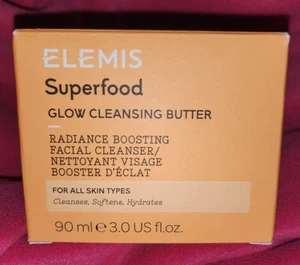 ELEMIS
Superfood
GLOW CLEANSING BUTTER
RADIANCE BOOSTING
FACIAL CLEANSER/
NETTOYANT VISAGE
BOOSTER D'ÉCLAT
FOR ALL SKIN TYPES
Cleanses, Softens, Hydrates
90 ml ℮ 3.0 US fl.oz.